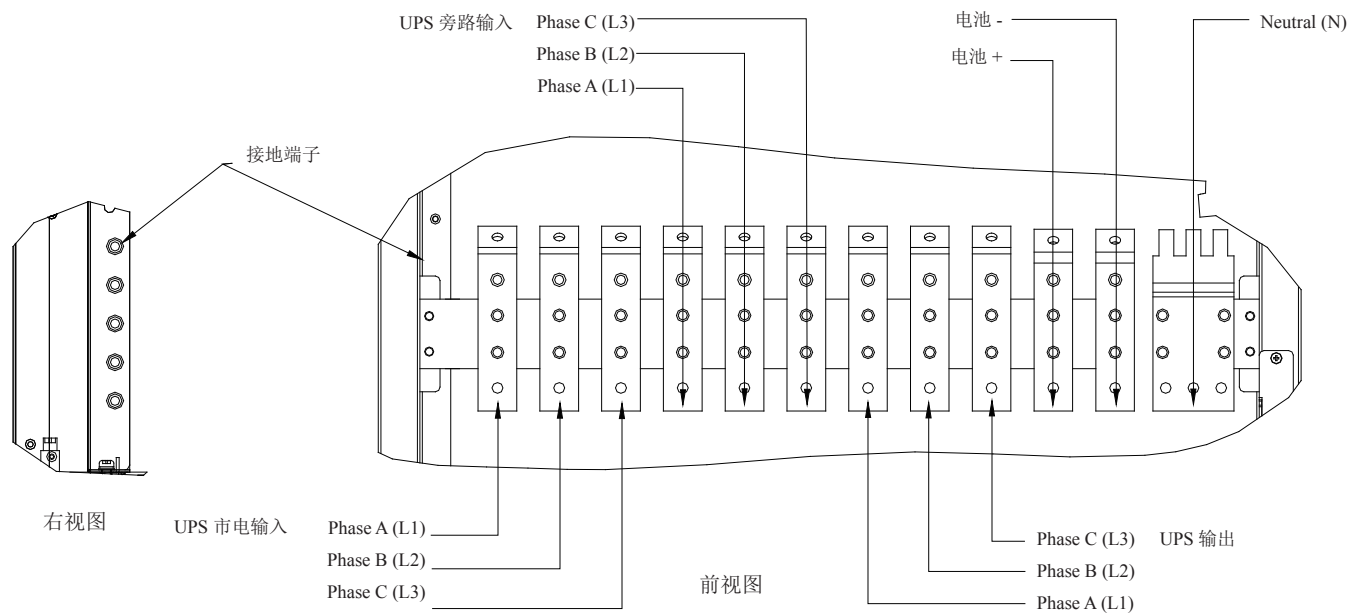 UPS 旁路输入 Phase C (L3)
Phase B (L2)
Phase A (L1)
电池 -
电池 +
Neutral (N)
接地端子
右视图
UPS 市电输入 Phase A (L1)
Phase B (L2)
Phase C (L3)
前视图
Phase C (L3) UPS 输出
Phase B (L2)
Phase A (L1)